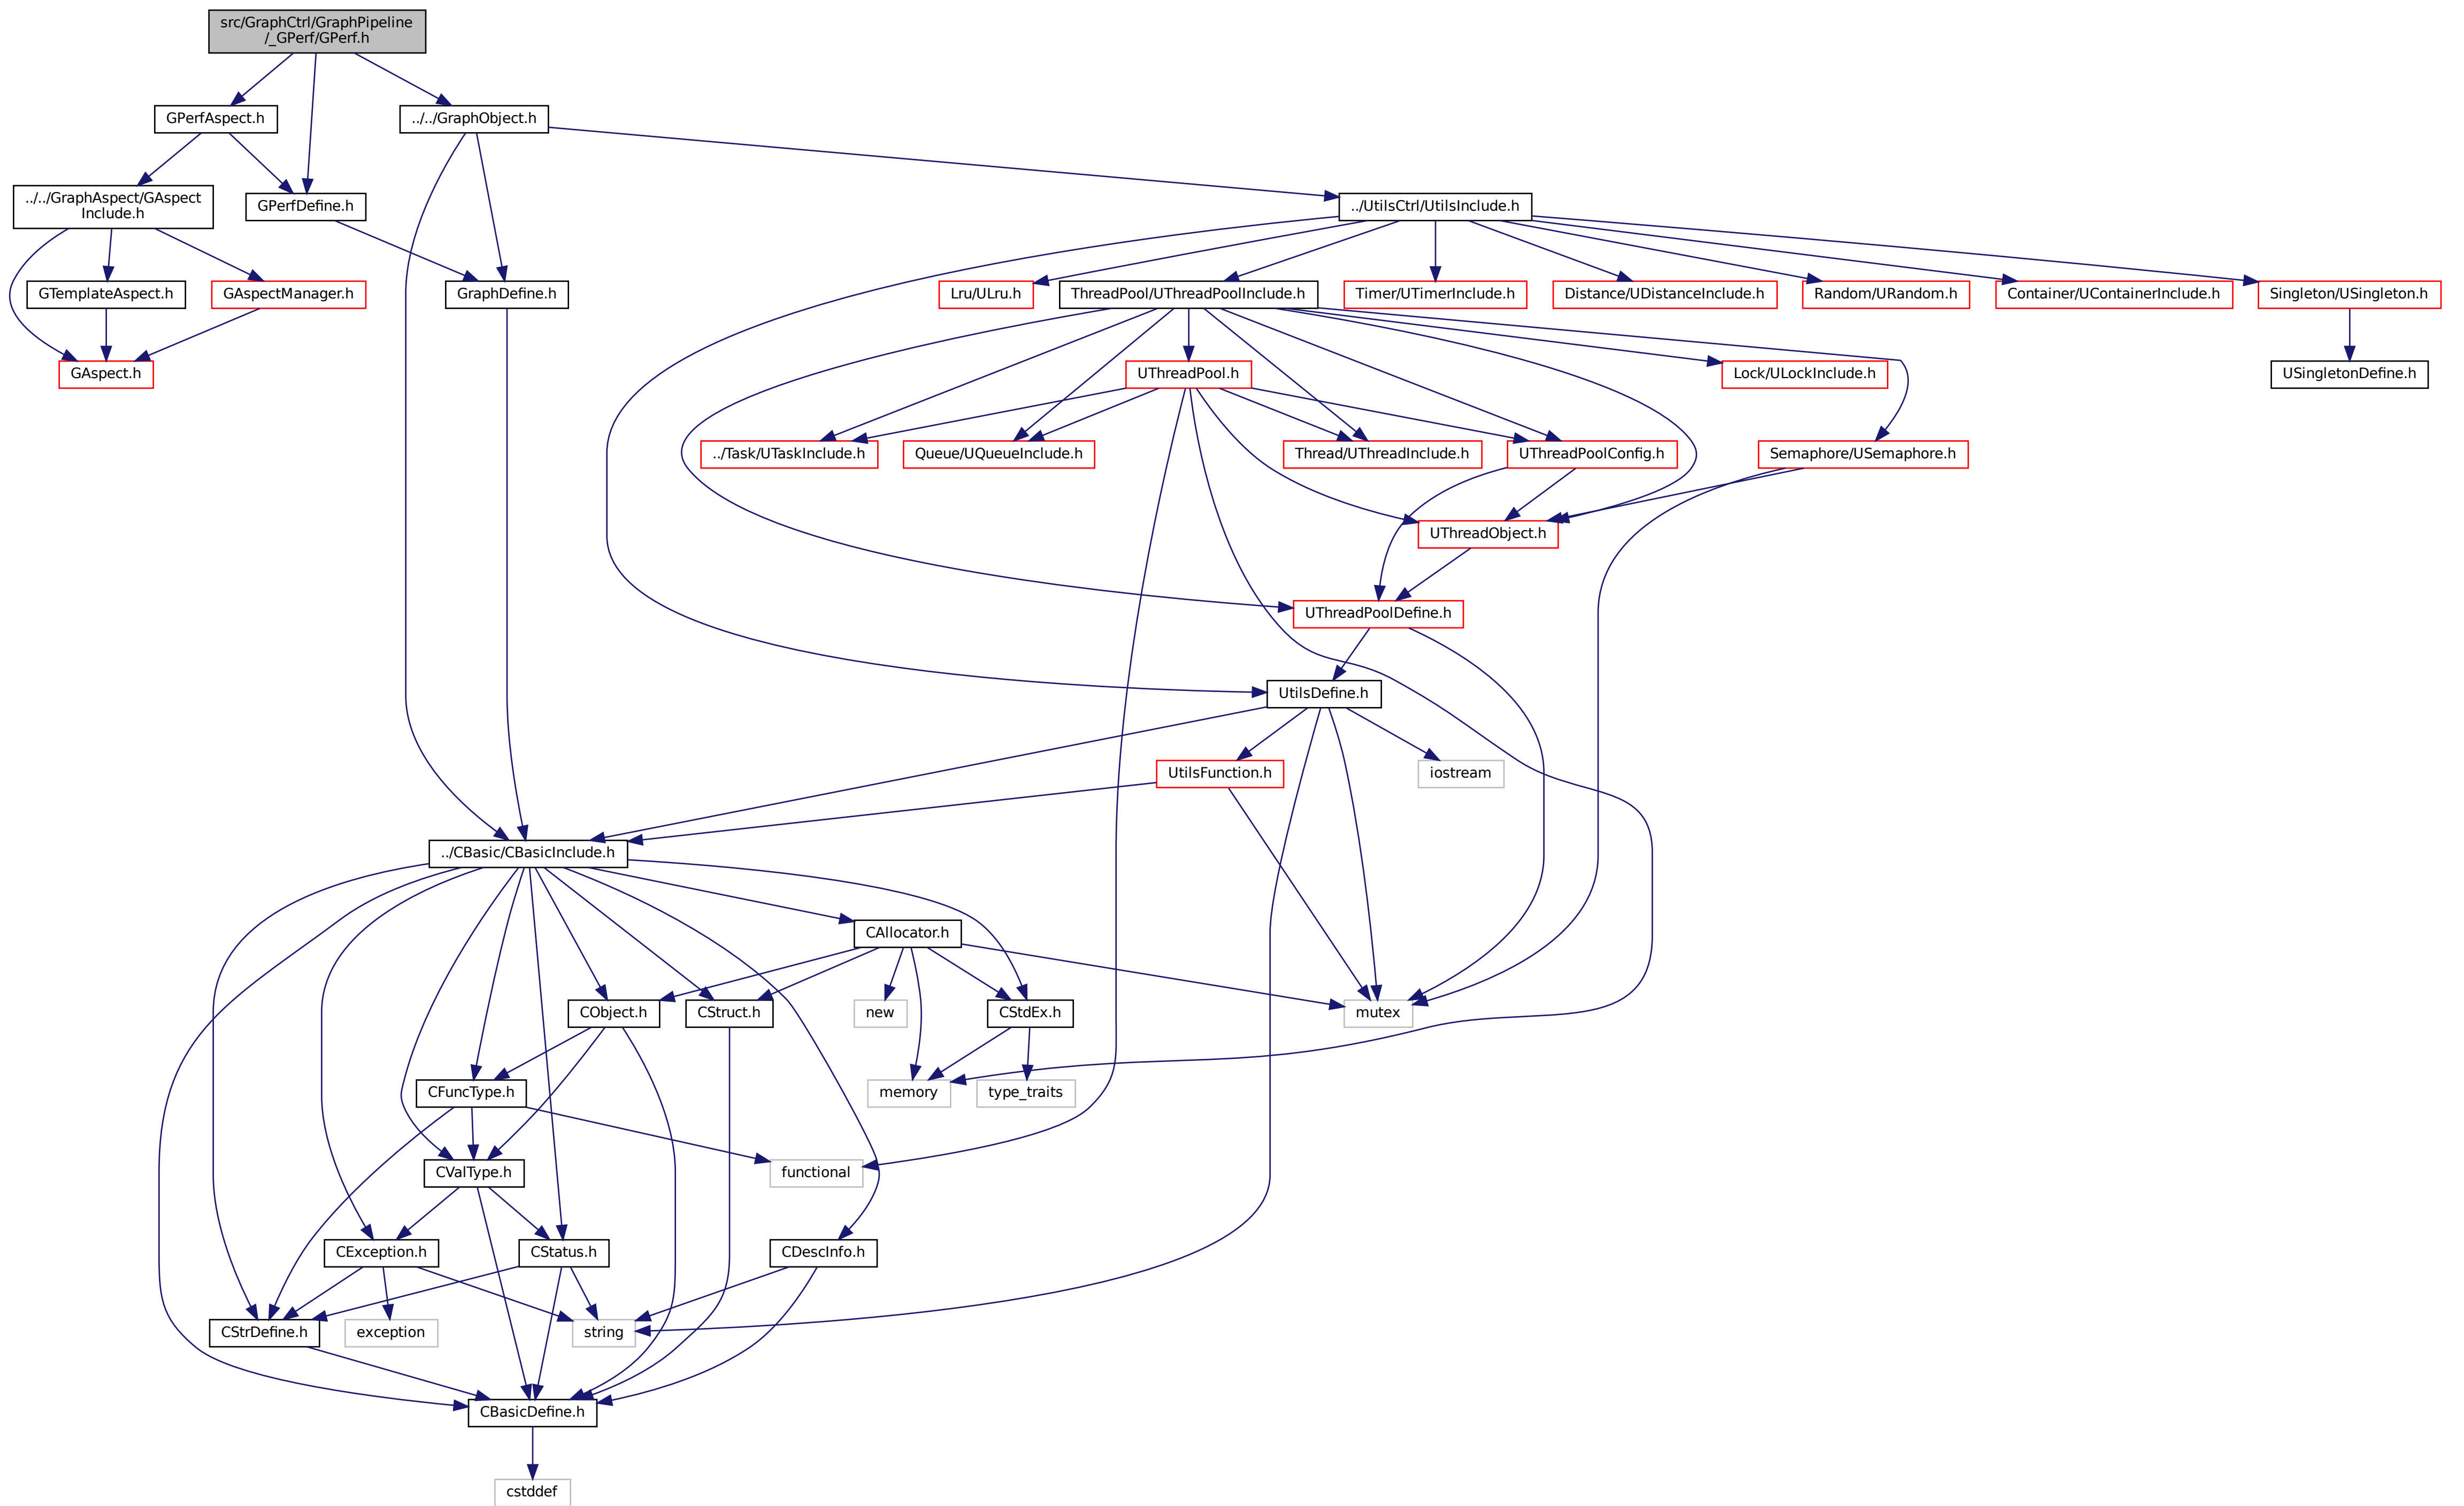 src/GraphCtrl/GraphPipeline
/_GPerf/GPerf.h
GPerfAspect.h
../../GraphObject.h
../../GraphAspect/GAspect
Include.h
GPerfDefine.h
../UtilsCtrl/UtilsInclude.h
GTemplateAspect.h
GAspectManager.h
GraphDefine.h
Lru/ULru.h
ThreadPool/UThreadPoolInclude.h
Timer/UTimerInclude.h
Distance/UDistanceInclude.h
Random/URandom.h
Container/UContainerInclude.h
Singleton/USingleton.h
GAspect.h
UThreadPool.h
Lock/ULockInclude.h
USingletonDefine.h
../Task/UTaskInclude.h
Queue/UQueueInclude.h
Thread/UThreadInclude.h
UThreadPoolConfig.h
Semaphore/USemaphore.h
UThreadObject.h
UThreadPoolDefine.h
UtilsDefine.h
UtilsFunction.h
iostream
../CBasic/CBasicInclude.h
CAllocator.h
CObject.h
CStruct.h
new
CStdEx.h
mutex
CFuncType.h
memory
type_traits
CValType.h
functional
CException.h
CStatus.h
CDescInfo.h
CStrDefine.h
exception
string
CBasicDefine.h
cstddef